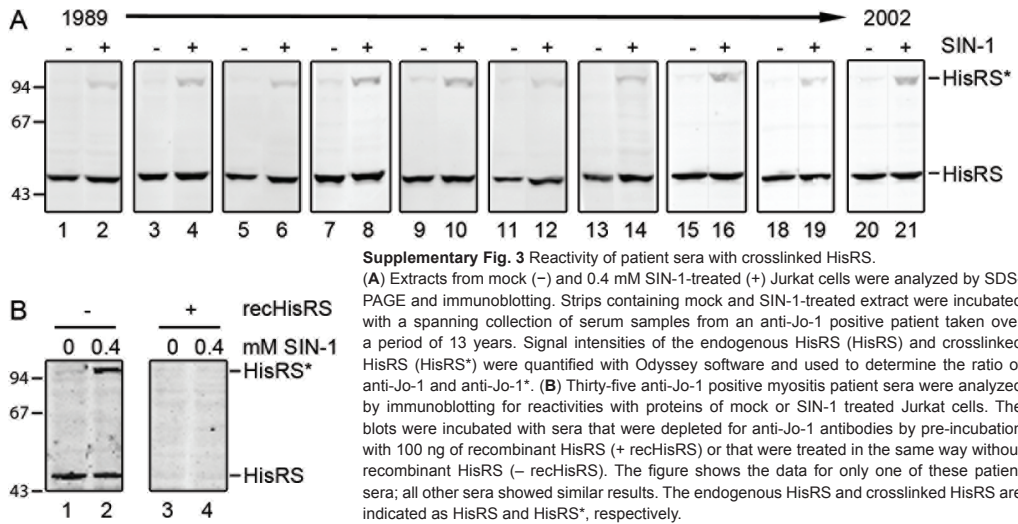 A 1989 2002
- + - + - + - + - + - + - + - + - + - + SIN-1
94 HisRS*
67
43 HisRS
1 2 3 4 5 6 7 8 9 10 11 12 13 14 15 16 18 19 20 21
Supplementary Fig. 3 Reactivity of patient sera with crosslinked HisRS.
(A) Extracts from mock (−) and 0.4 mM SIN-1-treated (+) Jurkat cells were analyzed by SDS
PAGE and immunoblotting. Strips containing mock and SIN-1-treated extract were incubated
with a spanning collection of serum samples from an anti-Jo-1 positive patient taken over
a period of 13 years. Signal intensities of the endogenous HisRS (HisRS) and crosslinked
HisRS (HisRS*) were quantified with Odyssey software and used to determine the ratio o
anti-Jo-1 and anti-Jo-1*. (B) Thirty-five anti-Jo-1 positive myositis patient sera were analyzed
by immunoblotting for reactivities with proteins of mock or SIN-1 treated Jurkat cells. The
blots were incubated with sera that were depleted for anti-Jo-1 antibodies by pre-incubation
with 100 ng of recombinant HisRS (+ recHisRS) or that were treated in the same way withou
recombinant HisRS (– recHisRS). The figure shows the data for only one of these patien
sera; all other sera showed similar results. The endogenous HisRS and crosslinked HisRS are
indicated as HisRS and HisRS*, respectively.
B - + recHisRS
0 0.4 0 0.4 mM SIN-1
94 HisRS*
67
HisRS
43
1 2 3 4